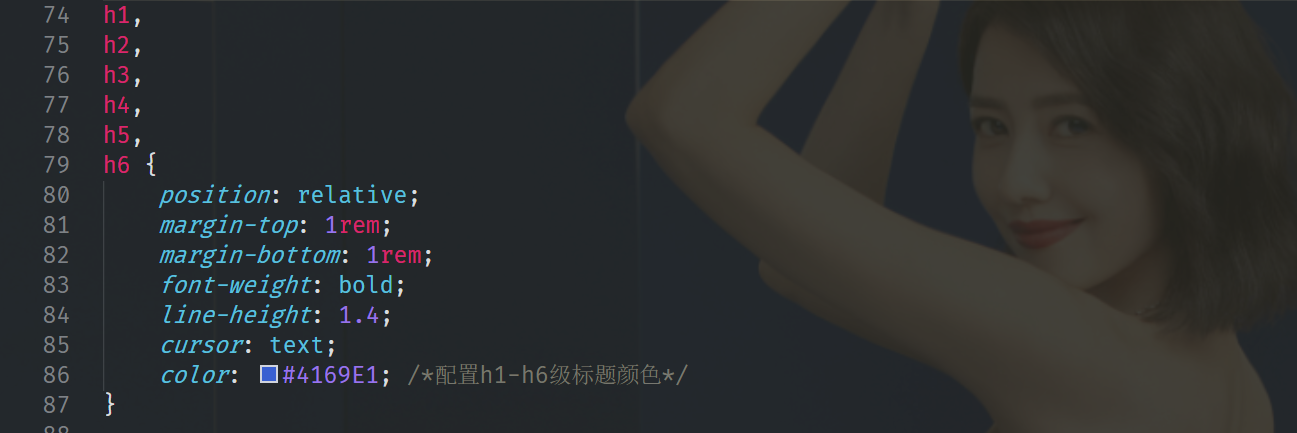 74 h1,
75 h2,
76 h3,
77 h4,
78 h5,
79 h6 {
80     position: relative;
81     margin-top: 1rem;
82     margin-bottom: 1rem;
83     font-weight: bold;
84     line-height: 1.4;
85     cursor: text;
86     color: #4169E1; /*配置h1-h6级标题颜色*/
87 }
88